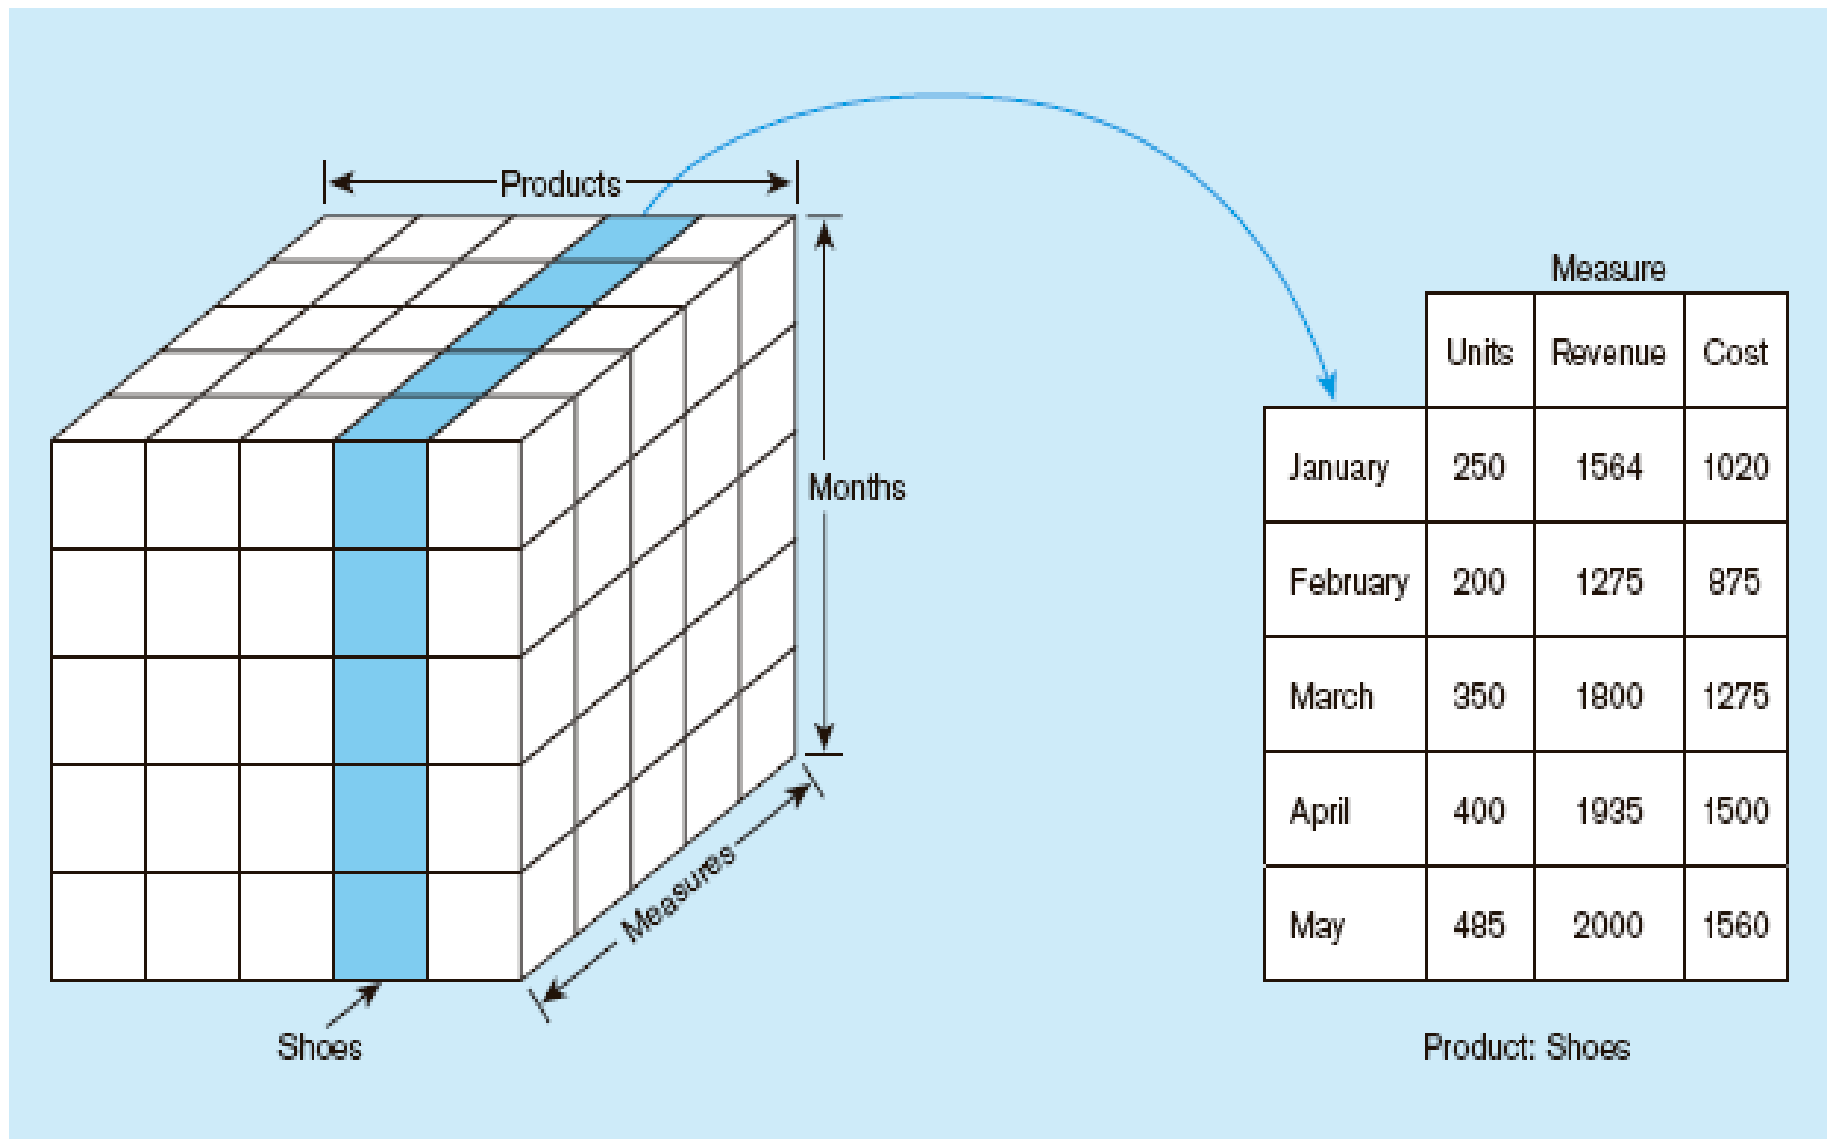 Products
Months
Measures
Shoes
Measure
Units Revenue Cost
January 250 1564 1020
February 200 1275 875
March 350 1800 1275
April 400 1935 1500
May 485 2000 1560
Product: Shoes